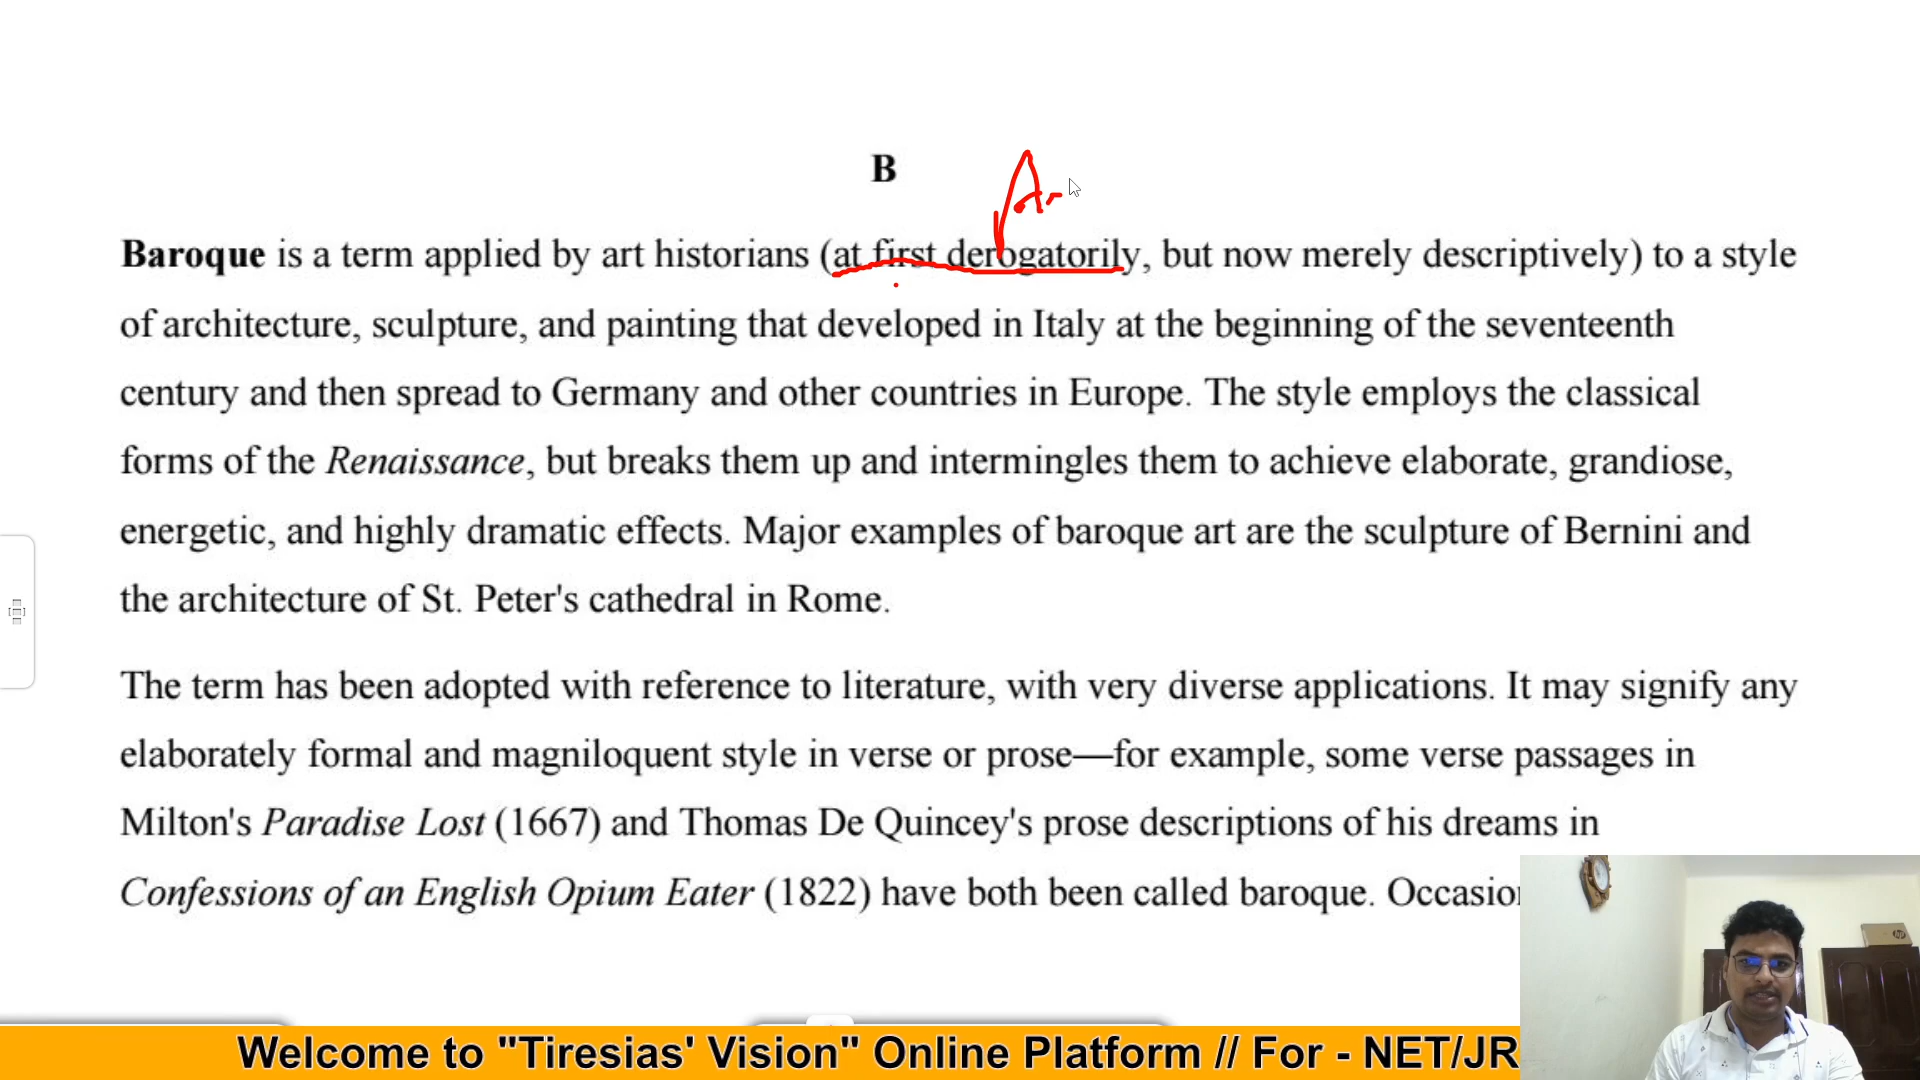 B
Ar
Baroque is a term applied by art historians (at first derogatorily, but now merely descriptively) to a style
of architecture, sculpture, and painting that developed in Italy at the beginning of the seventeenth
century and then spread to Germany and other countries in Europe. The style employs the classical
forms of the Renaissance, but breaks them up and intermingles them to achieve elaborate, grandiose,
energetic, and highly dramatic effects. Major examples of baroque art are the sculpture of Bernini and
the architecture of St. Peter's cathedral in Rome.
The term has been adopted with reference to literature, with very diverse applications. It may signify any
elaborately formal and magniloquent style in verse or prose—for example, some verse passages in
Milton's Paradise Lost (1667) and Thomas De Quincey's prose descriptions of his dreams in
Confessions of an English Opium Eater (1822) have both been called baroque. Occasion
hp
Welcome to "Tiresias' Vision" Online Platform // For - NET/JR